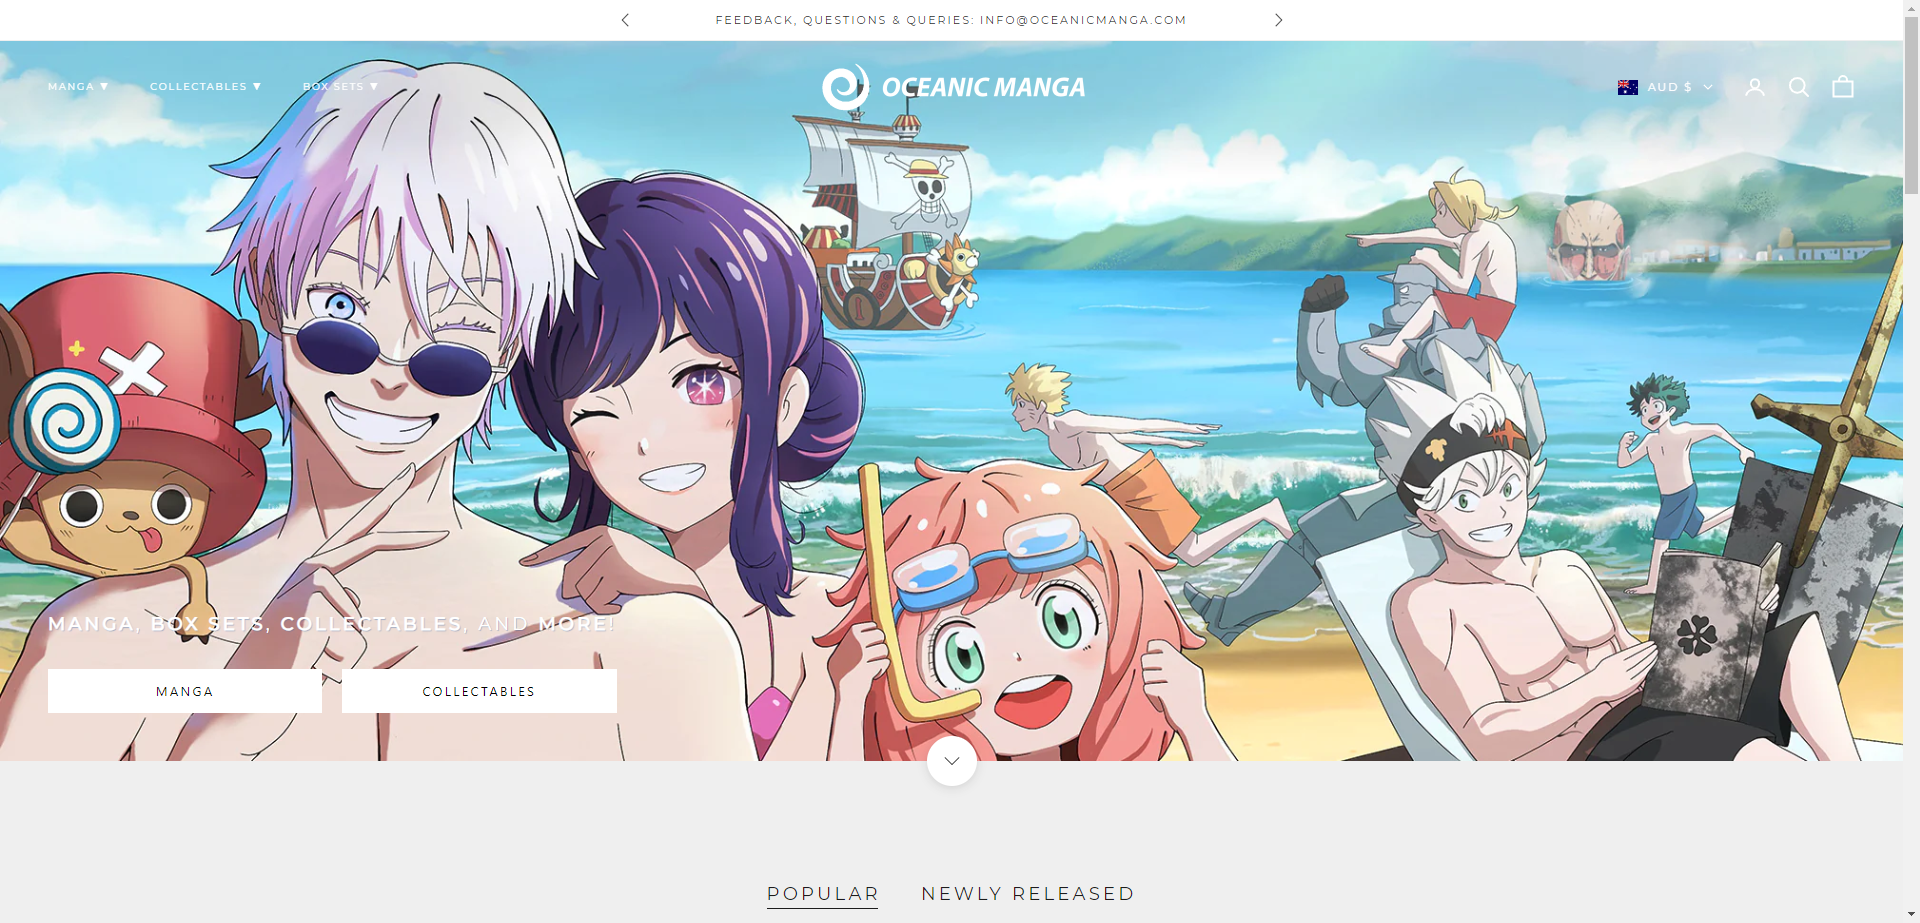 FEEDBACK, QUESTIONS & QUERIES: INFO@OCEANICMANGA.COM
MANGA ▼ COLLECTABLES ▼ BOX SETS ▼ OCEANIC MANGA AUD $
1
MANGA, BOX SETS, COLLECTABLES, AND MORE!
MANGA COLLECTABLES
POPULAR NEWLY RELEASED